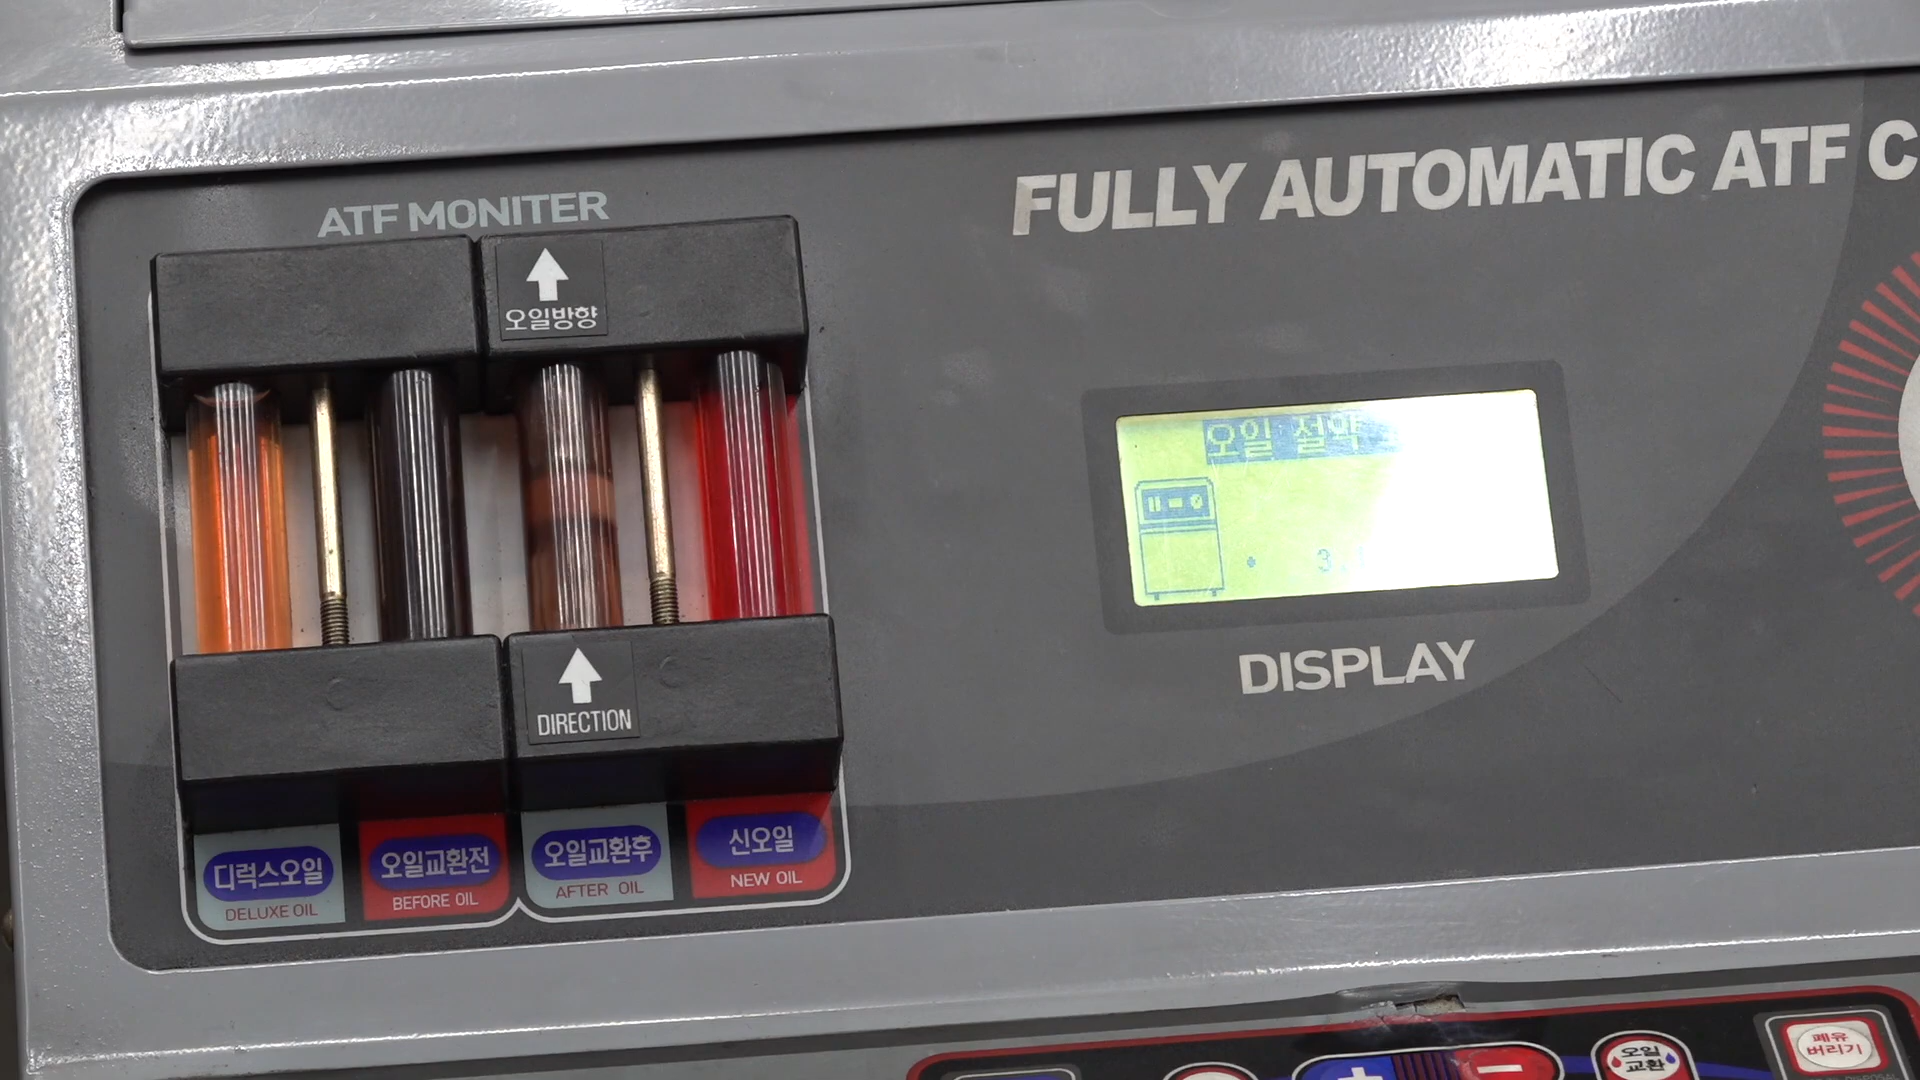 ATF MONITER
오일방향
DIRECTION
디럭스오일
DELUXE OIL
오일교환전
BEFORE OIL
오일교환후
AFTER OIL
신오일
NEW OIL
FULLY AUTOMATIC ATF C
오일
DISPLAY
+
−
오일
교환
폐유
버리기